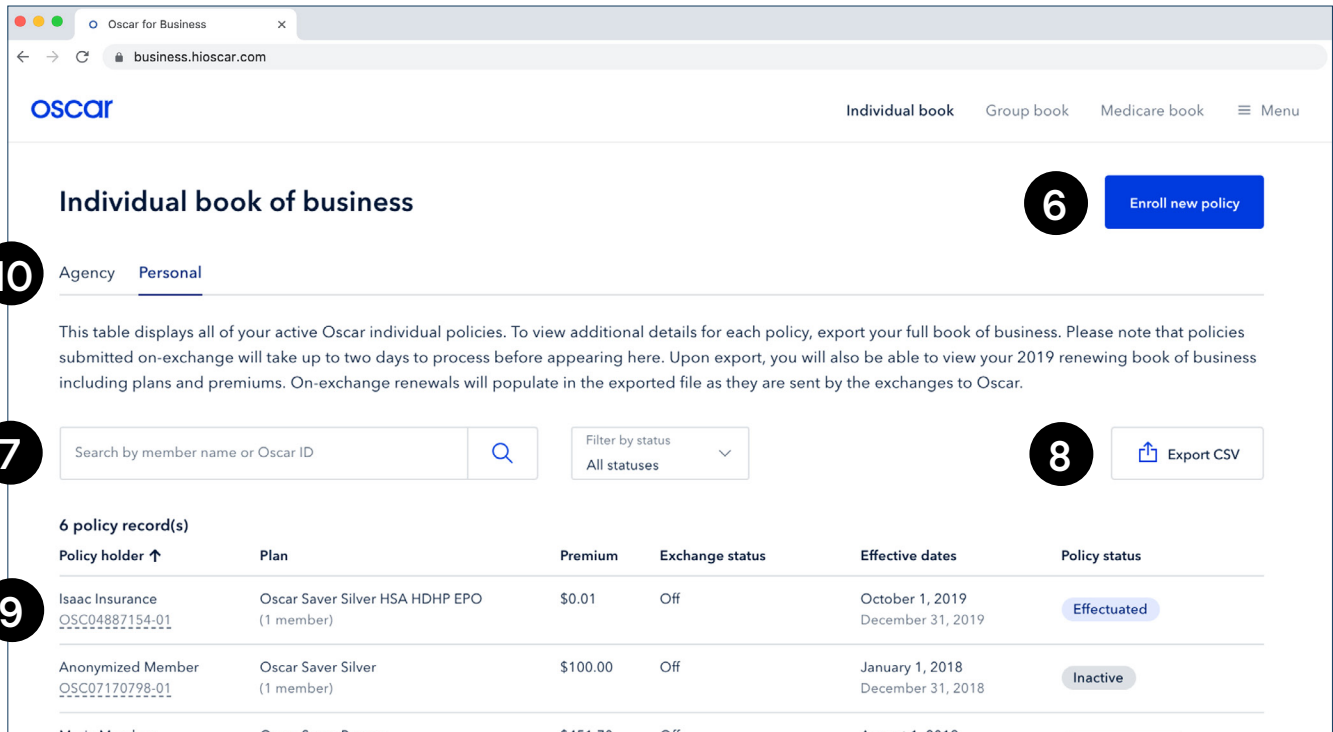 Oscar for Business
business.hioscar.com
oscar
Individual book Group book Medicare book Menu
Individual book of business
6
Enroll new policy
10
Agency Personal
This table displays all of your active Oscar individual policies. To view additional details for each policy, export your full book of business. Please note that policies
submitted on-exchange will take up to two days to process before appearing here. Upon export, you will also be able to view your 2019 renewing book of business
including plans and premiums. On-exchange renewals will populate in the exported file as they are sent by the exchanges to Oscar.
7
Search by member name or Oscar ID
Filter by status
All statuses
8
Export CSV
6 policy record(s)
Policy holder ↑ Plan Premium Exchange status Effective dates Policy status
9
Isaac Insurance Oscar Saver Silver HSA HDHP EPO $0.01 Off October 1, 2019 Effectuated
OSC04887154-01 (1 member) December 31, 2019
Anonymized Member Oscar Saver Silver $100.00 Off January 1, 2018 Inactive
OSC07170798-01 (1 member) December 31, 2018